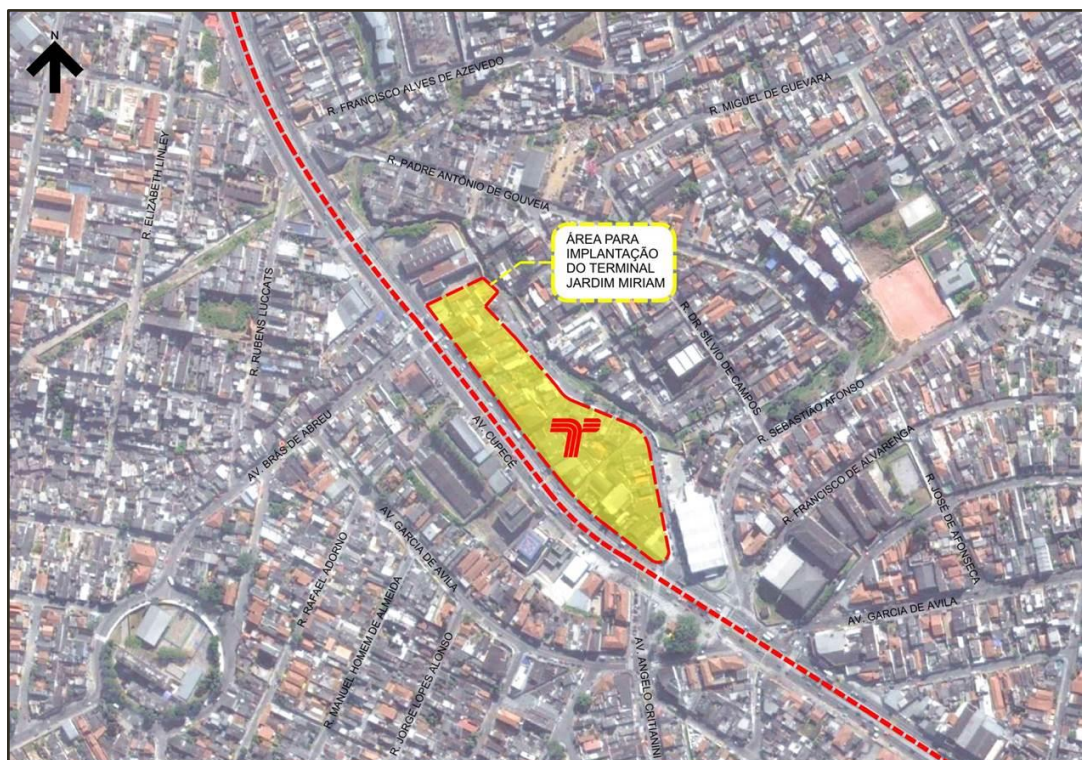 N
R. FRANCISCO ALVES DE AZEVEDO
R. MIGUEL DE GUEVARA
R. ELIZABETH LINLEY
R. PADRE ANTÔNIO DE GOUVEIA
ÁREA PARA
IMPLANTAÇÃO
DO TERMINAL
JARDIM MIRIAM
R. RUBENS LUCCATS
R. DR. SILVIO DE CAMPOS
R. SEBASTIÃO AFONSO
AV. CUPECÊ
AV. BRÁS DE ABREU
R. FRANCISCO DE ALVARENGA
R. JOSÉ DE AFONSECA
AV. GARCIA DE AVILA
R. RAFAEL ADORNO
R. MANUEL HOMEM DE ALMEIDA
R. JORGE LOPES ALONSO
AV. GARCIA DE AVILA
AV. ANGELO CRITIANINI